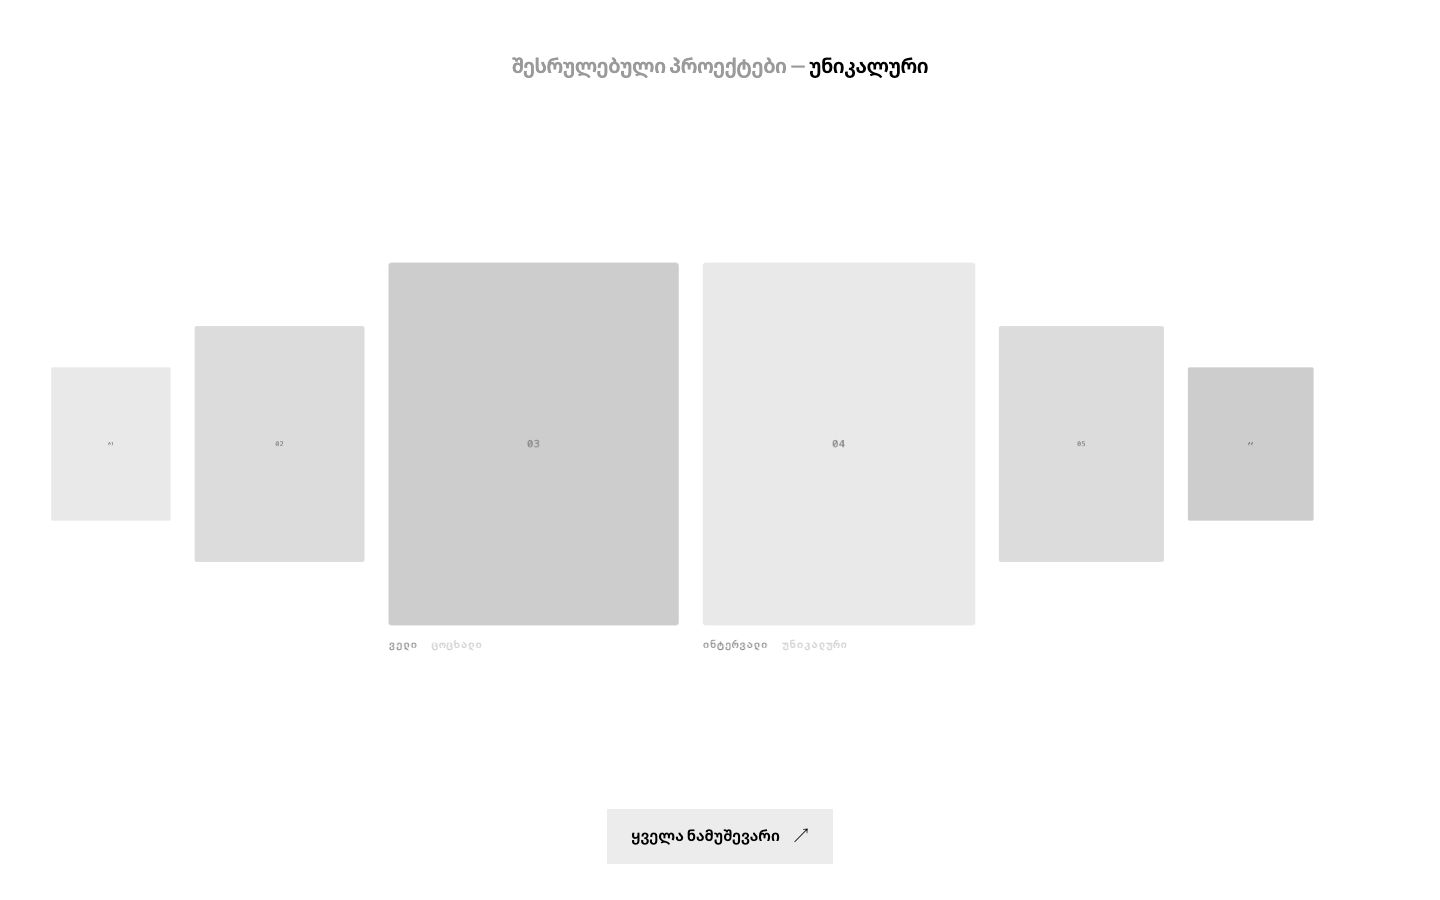 შესრულებული პროექტები — უნიკალური
02
03
04
05
ველი ცოცხალი
ინტერვალი უნიკალური
ყველა ნამუშევარი